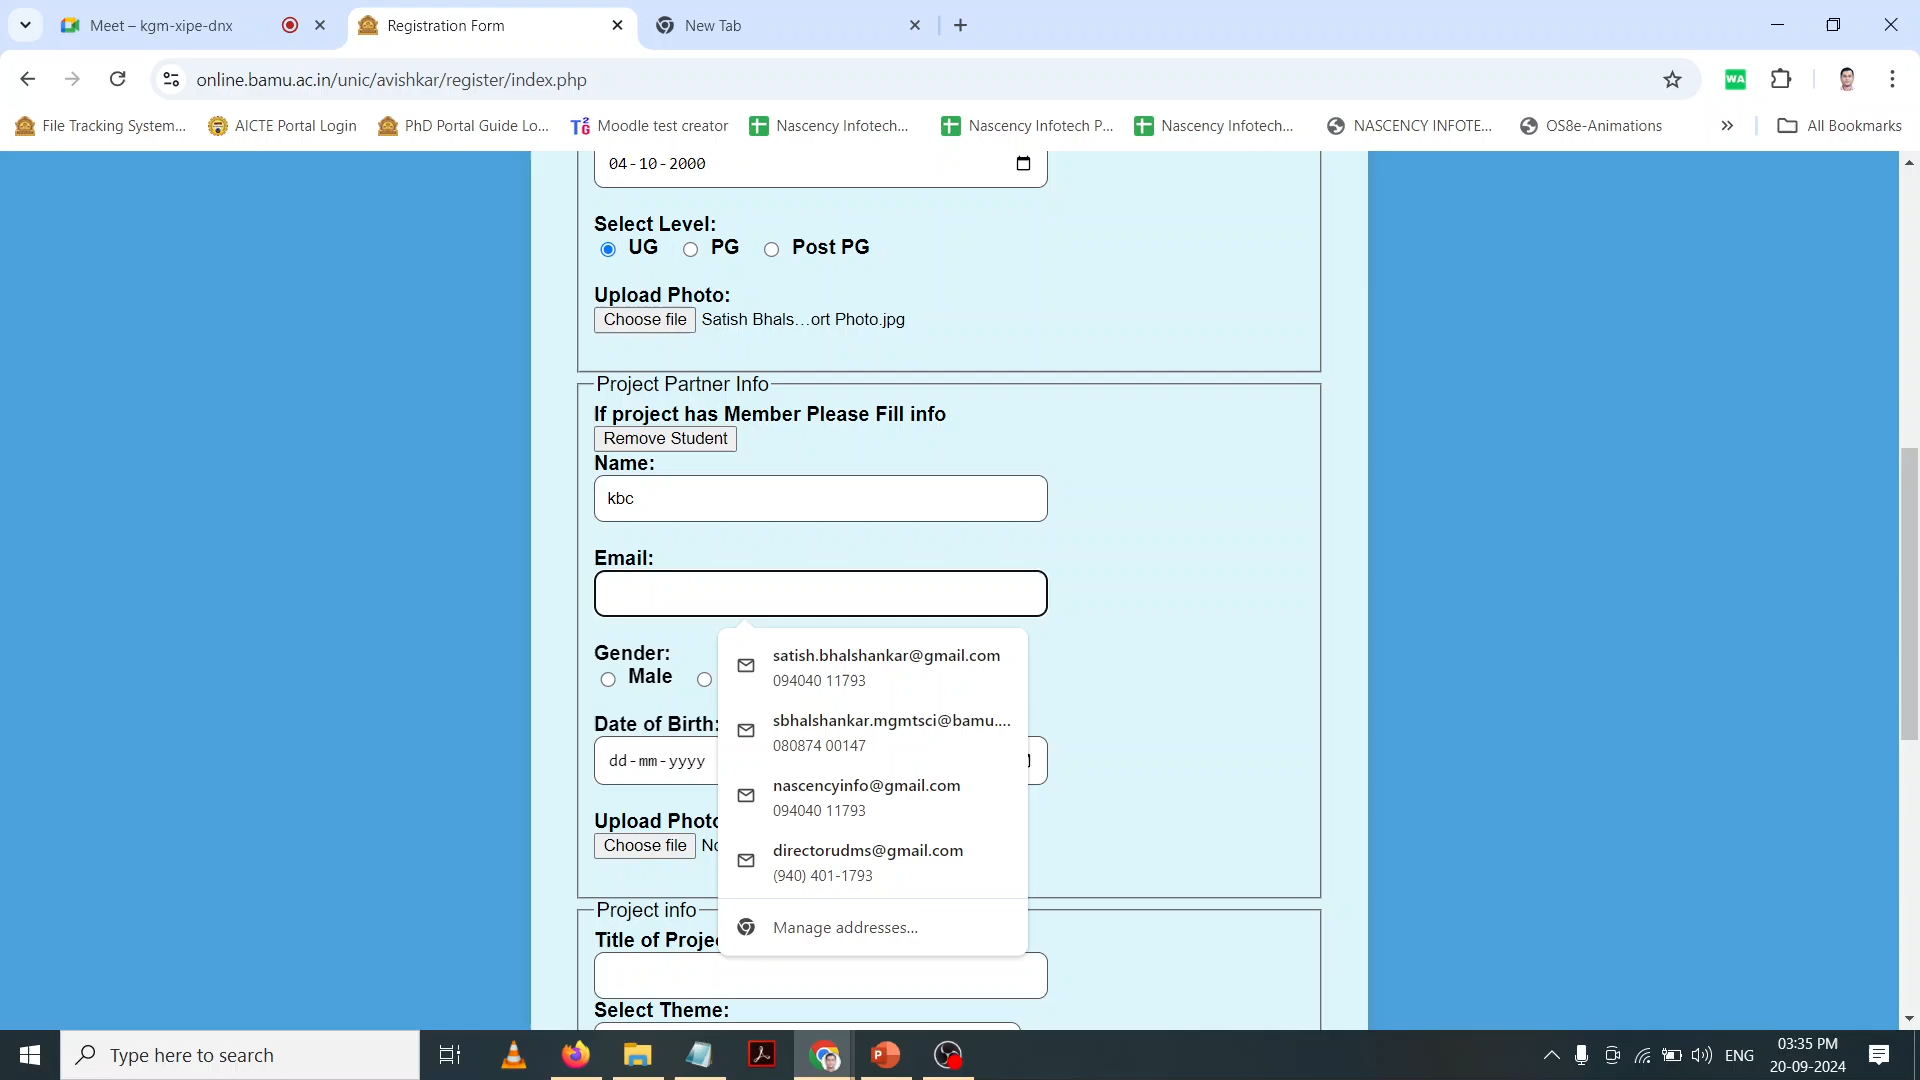 Meet – kgm-xipe-dnx
Registration Form
New Tab
online.bamu.ac.in/unic/avishkar/register/index.php
WA
File Tracking System...
AICTE Portal Login
PhD Portal Guide Lo...
Moodle test creator
Nascency Infotech...
Nascency Infotech P...
Nascency Infotech...
NASCENCY INFOTE...
OS8e-Animations
All Bookmarks
04-10-2000
Select Level:
UG PG Post PG
Upload Photo:
Choose file Satish Bhals...ort Photo.jpg
Project Partner Info
If project has Member Please Fill info
Remove Student
Name:
kbc
Email:
satish.bhalshankar@gmail.com
094040 11793
sbhalshankar.mgmtsci@bamu....
080874 00147
nascencyinfo@gmail.com
094040 11793
directorudms@gmail.com
(940) 401-1793
Manage addresses...
Gender:
Male
Date of Birth:
dd-mm-yyyy
Upload Photo
Choose file No
Project info
Title of Projec
Select Theme:
Type here to search
ENG
03:35 PM
20-09-2024